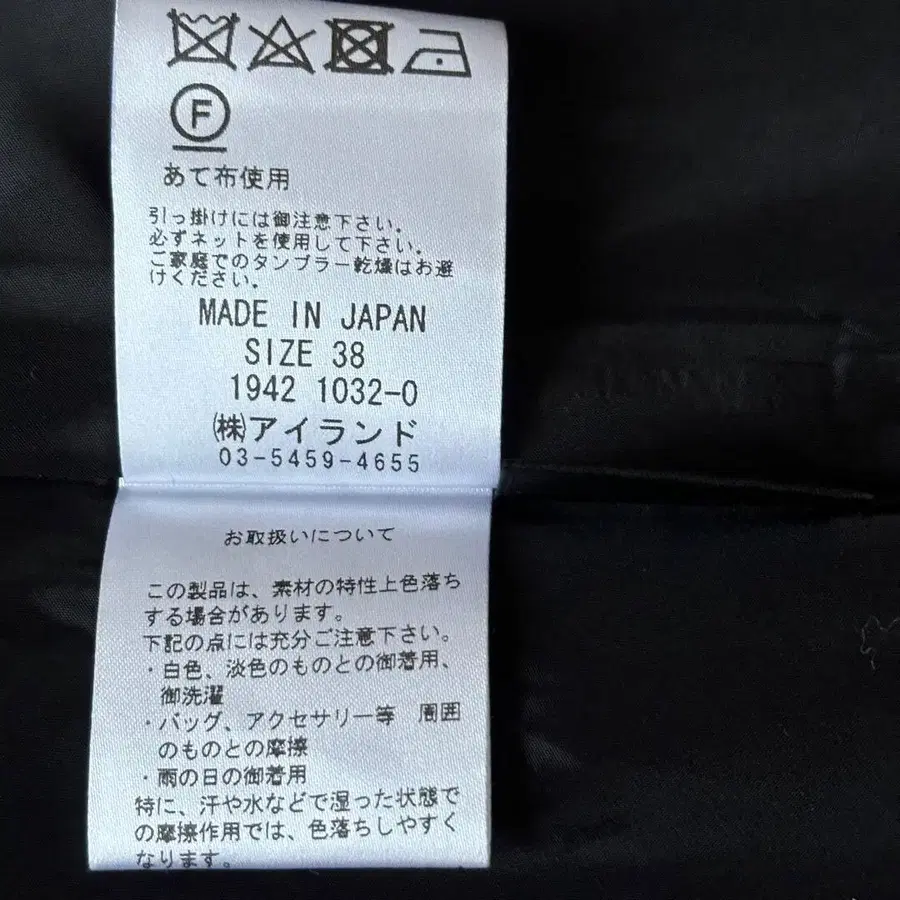 F
あて布使用
引っ掛けには御注意下さい。
必ずネットを使用して下さい。
ご家庭でのタンブラー乾燥はお避
けください。
MADE IN JAPAN
SIZE 38
1942 1032-0
㈱アイランド
03-5459-4655
お取扱いについて
この製品は、素材の特性上色落ち
する場合があります。
下記の点には充分ご注意下さい。
・白色、淡色のものとの御着用、
御洗濯
・バッグ、アクセサリー等 周囲
のものとの摩擦
・雨の日の御着用
特に、汗や水などで湿った状態で
の摩擦作用では、色落ちしやすく
なります。